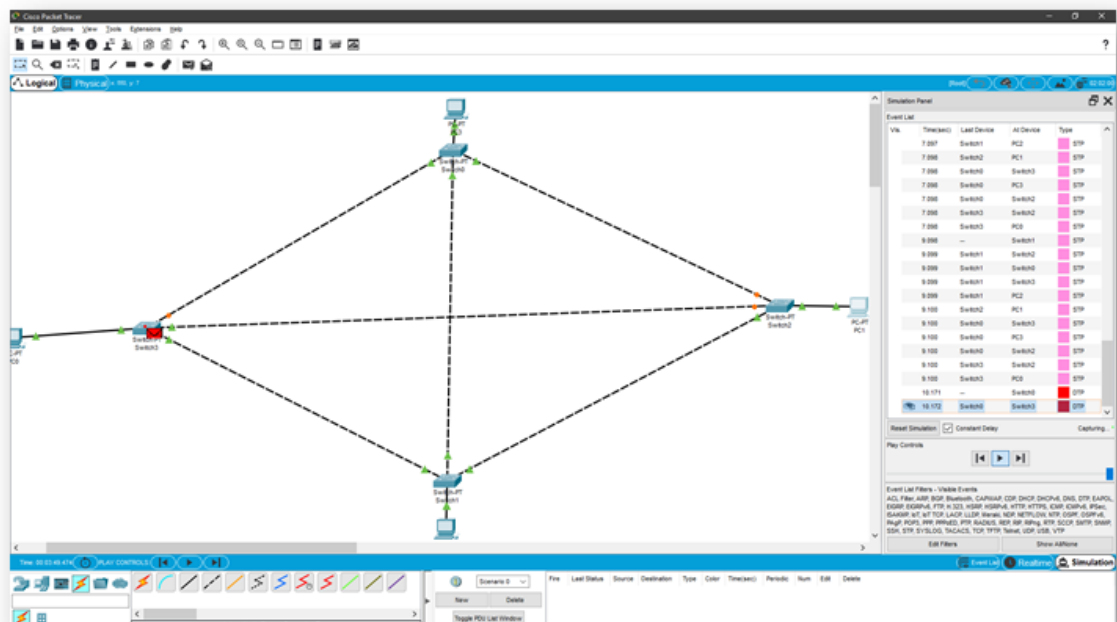 Cisco Packet Tracer
File Edit Options View Tools Extensions Help
?
Logical Physical
[Root]
Simulation Panel
Event List
Vis. Time(sec) Last Device At Device Type
7.097 Switch1 PC2 STP
7.098 Switch2 PC1 STP
7.098 Switch0 Switch3 STP
7.098 Switch0 PC3 STP
7.098 Switch0 Switch2 STP
7.098 Switch3 Switch2 STP
7.098 Switch3 PC0 STP
9.098 -- Switch1 STP
9.099 Switch1 Switch2 STP
9.099 Switch1 Switch0 STP
9.099 Switch1 Switch3 STP
9.099 Switch1 PC2 STP
9.100 Switch2 PC1 STP
9.100 Switch0 Switch3 STP
9.100 Switch0 PC3 STP
9.100 Switch0 Switch2 STP
9.100 Switch3 Switch2 STP
9.100 Switch3 PC0 STP
10.171 -- Switch0 DTP
10.172 Switch0 Switch3 DTP
Reset Simulation Constant Delay Capturing...
Play Controls
Event List Filters - Visible Events
ACL Filter, ARP, BGP, Bluetooth, CAPWAP, CDP, DHCP, DHCPv6, DNS, DTP, EAPOL,
EIGRP, EIGRPv6, FTP, H.323, HSRP, HSRPv6, HTTP, HTTPS, ICMP, ICMPv6, IPSec,
ISAKMP, IoT, IoT TCP, LACP, LLDP, Meraki, NDP, NETFLOW, NTP, OSPF, OSPFv6,
PAgP, POP3, PPP, PPPoED, PTP, RADIUS, REP, RIP, RIPng, RTP, SCCP, SMTP, SNMP,
SSH, STP, SYSLOG, TACACS, TCP, TFTP, Telnet, UDP, USB, VTP
Edit Filters Show All/None
PC-PT
Switch-PT
Switch0
Switch-PT
Switch3
Switch-PT
Switch2
PC-PT
PC1
Switch-PT
Switch1
Time: 00:03:49.474 PLAY CONTROLS:
Event List Realtime Simulation
Scenario 0
New Delete
Toggle PDU List Window
Fire Last Status Source Destination Type Color Time(sec) Periodic Num Edit Delete